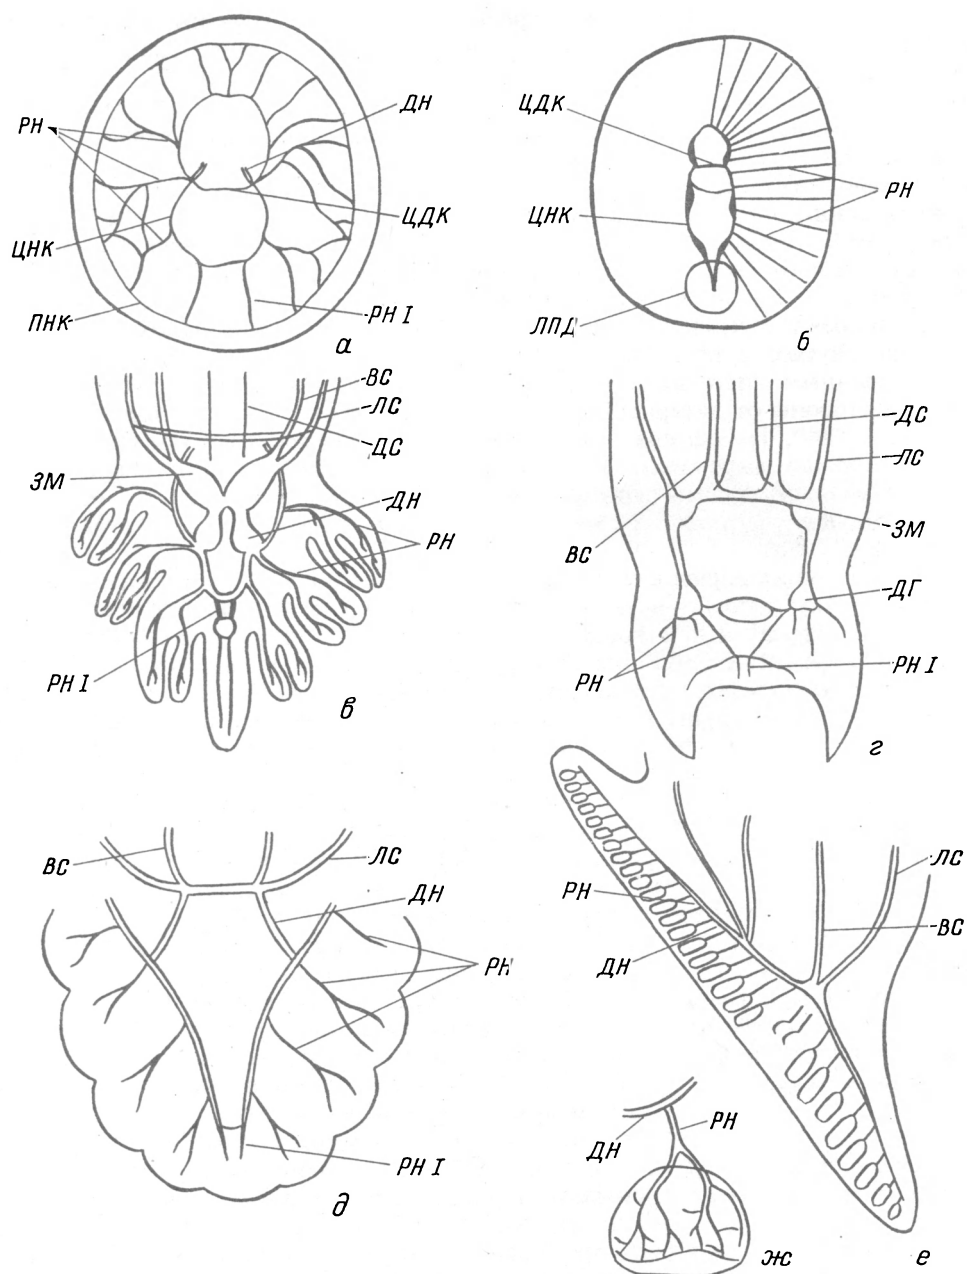 РН
ДН
ЦДК
ЦНК
ПНК
РН I
а
ЦДК
РН
ЦНК
ЛПД
б
ВС
ЛС
ДС
ЗМ
ДН
РН
РН I
в
ДС
ЛС
ЗМ
ВС
ДГ
РН
РН I
г
ВС
ЛС
ДН
РН
РН I
д
ЛС
РН
ВС
ДН
е
РН
ДН
ж